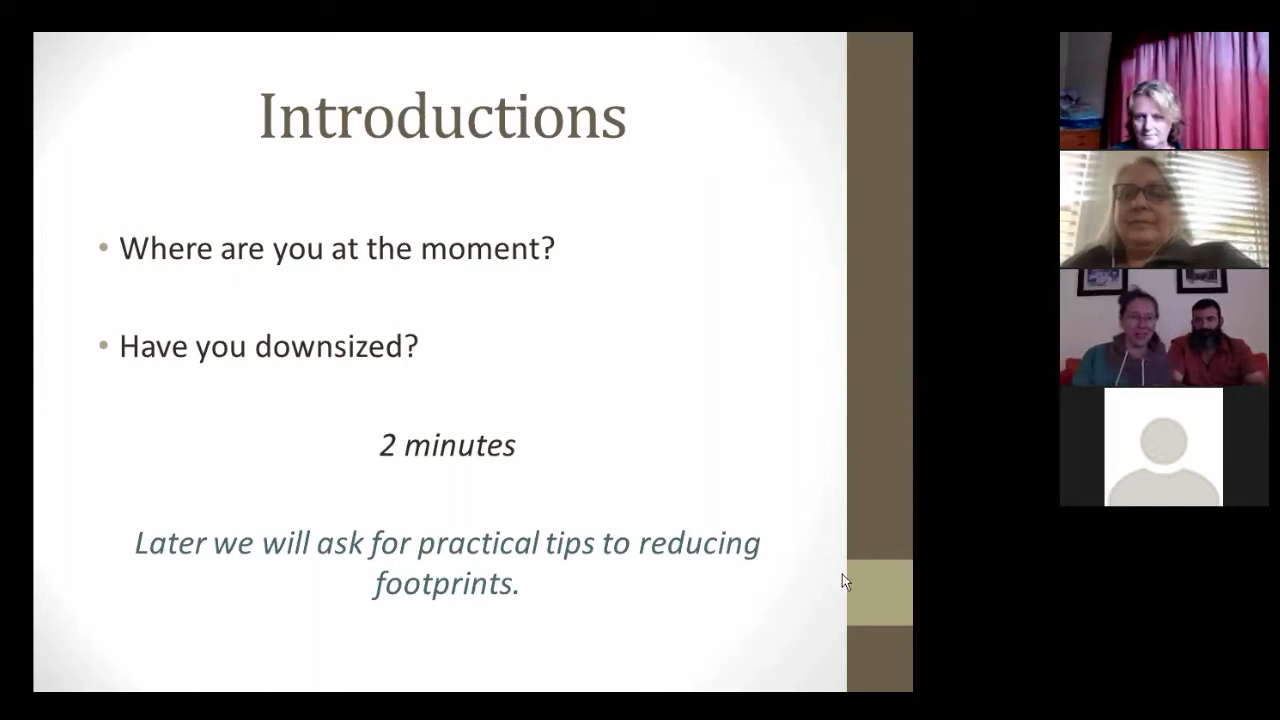 Introductions
• Where are you at the moment?
• Have you downsized?
2 minutes
Later we will ask for practical tips to reducing
footprints.